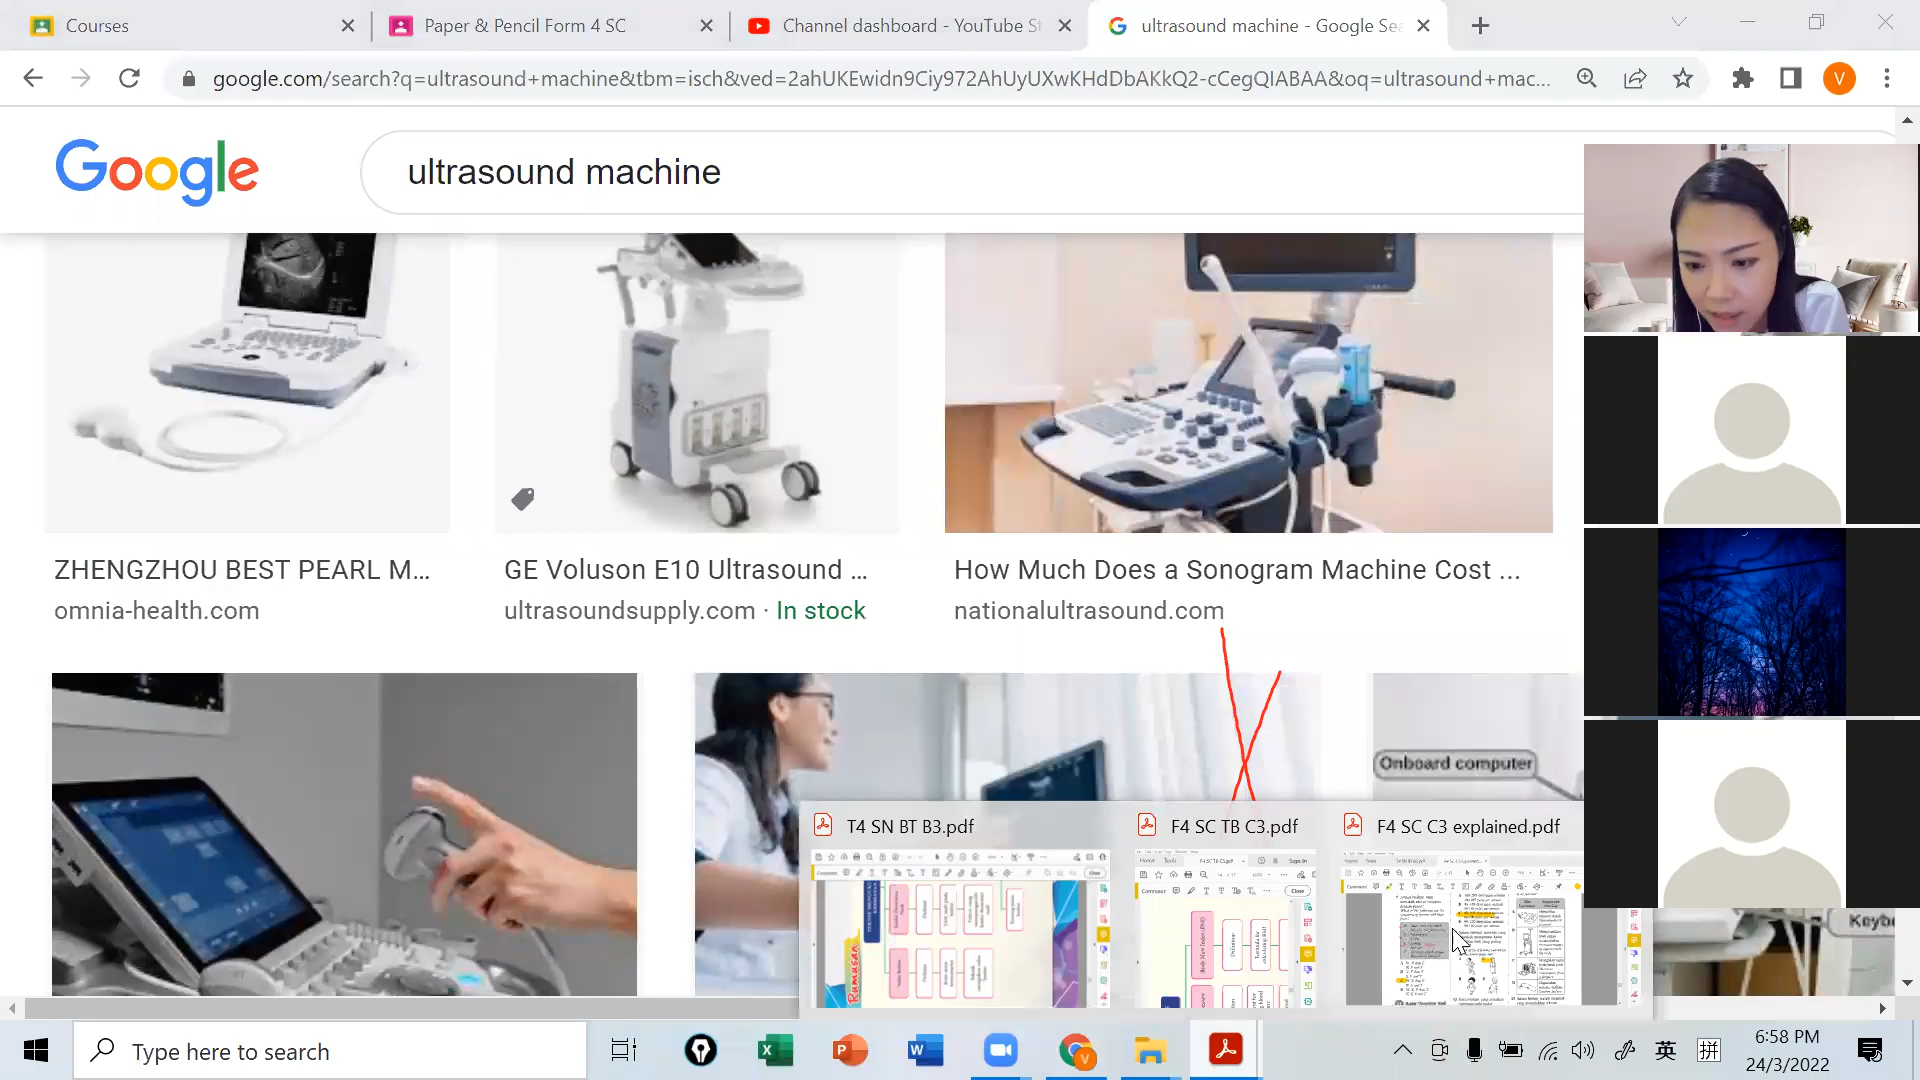 Courses
Paper & Pencil Form 4 SC
Channel dashboard - YouTube St
ultrasound machine - Google Sea
google.com/search?q=ultrasound+machine&tbm=isch&ved=2ahUKEwidn9Ciy972AhUyUXwKHdDbAKkQ2-cCegQIABAA&oq=ultrasound+mac...
V
Google
ultrasound machine
ZHENGZHOU BEST PEARL M...
omnia-health.com
GE Voluson E10 Ultrasound ...
ultrasoundsupply.com · In stock
How Much Does a Sonogram Machine Cost ...
nationalultrasound.com
Onboard computer
T4 SN BT B3.pdf
F4 SC TB C3.pdf
F4 SC C3 explained.pdf
Rumusan
Keybo
Type here to search
英
拼
6:58 PM
24/3/2022